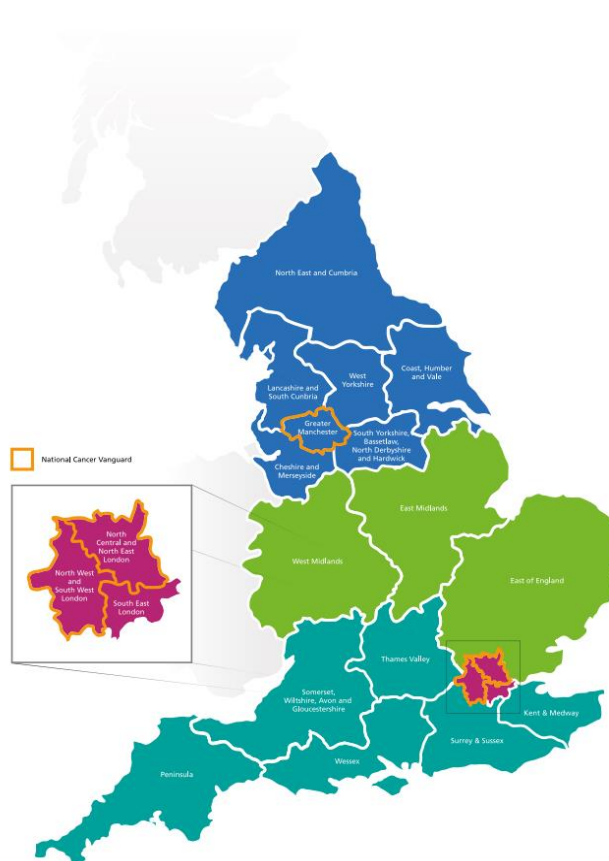 North East and Cumbria
Coast, Humber
and Vale
West
Yorkshire
Lancashire and
South Cunbria
Greater
Manchester
South Yorkshire,
Bassetlaw,
North Derbyshire
and Hardwick
Cheshire and
Merseyside
National Cancer Vanguard
East Midlands
West Midlands
East of England
North
Central and
North East
London
North West
and
South West
London
South East
London
Thames Valley
Somerset,
Wiltshire, Avon and
Gloucestershire
Kent & Medway
Surrey & Sussex
Wessex
Peninsula